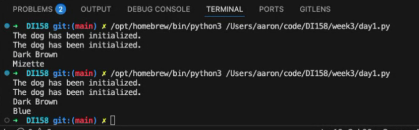 PROBLEMS 2 OUTPUT DEBUG CONSOLE TERMINAL PORTS GITLENS
➜ DI158 git:(main) ✗ /opt/homebrew/bin/python3 /Users/aaron/code/DI158/week3/day1.py
The dog has been initialized.
The dog has been initialized.
Dark Brown
Mizette
➜ DI158 git:(main) ✗ /opt/homebrew/bin/python3 /Users/aaron/code/DI158/week3/day1.py
The dog has been initialized.
The dog has been initialized.
Dark Brown
Blue
➜ DI158 git:(main) ✗